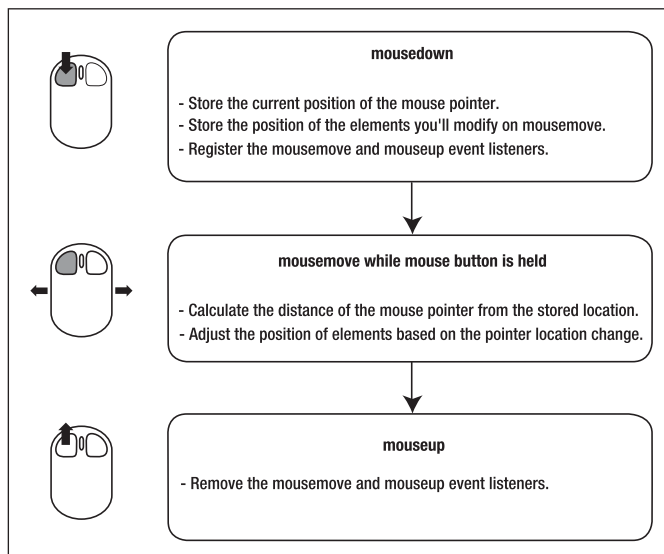 mousedown
- Store the current position of the mouse pointer.
- Store the position of the elements you'll modify on mousemove.
- Register the mousemove and mouseup event listeners.
mousemove while mouse button is held
- Calculate the distance of the mouse pointer from the stored location.
- Adjust the position of elements based on the pointer location change.
mouseup
- Remove the mousemove and mouseup event listeners.